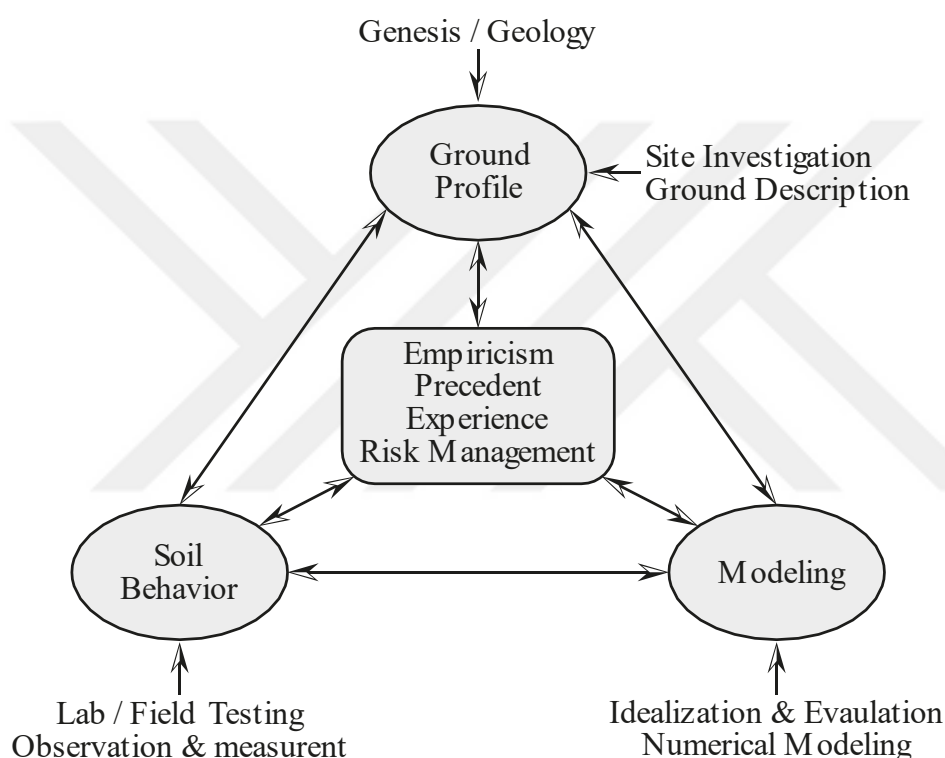 Genesis / Geology
Ground
Profile
Site Investigation
Ground Description
Empiricism
Precedent
Experience
Risk Management
Soil
Behavior
Modeling
Lab / Field Testing
Observation & measurent
Idealization & Evaulation
Numerical Modeling